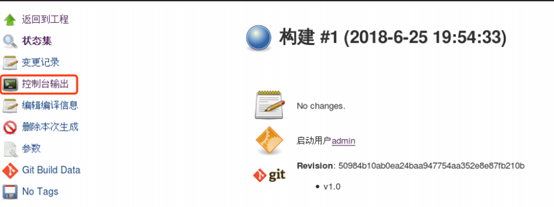 返回到工程
状态集
变更记录
控制台输出
编辑编译信息
删除本次生成
参数
Git Build Data
No Tags
构建 #1 (2018-6-25 19:54:33)
No changes.
启动用户admin
git
Revision: 50984b10ab0ea24baa947754aa352e8e87fb210b
v1.0